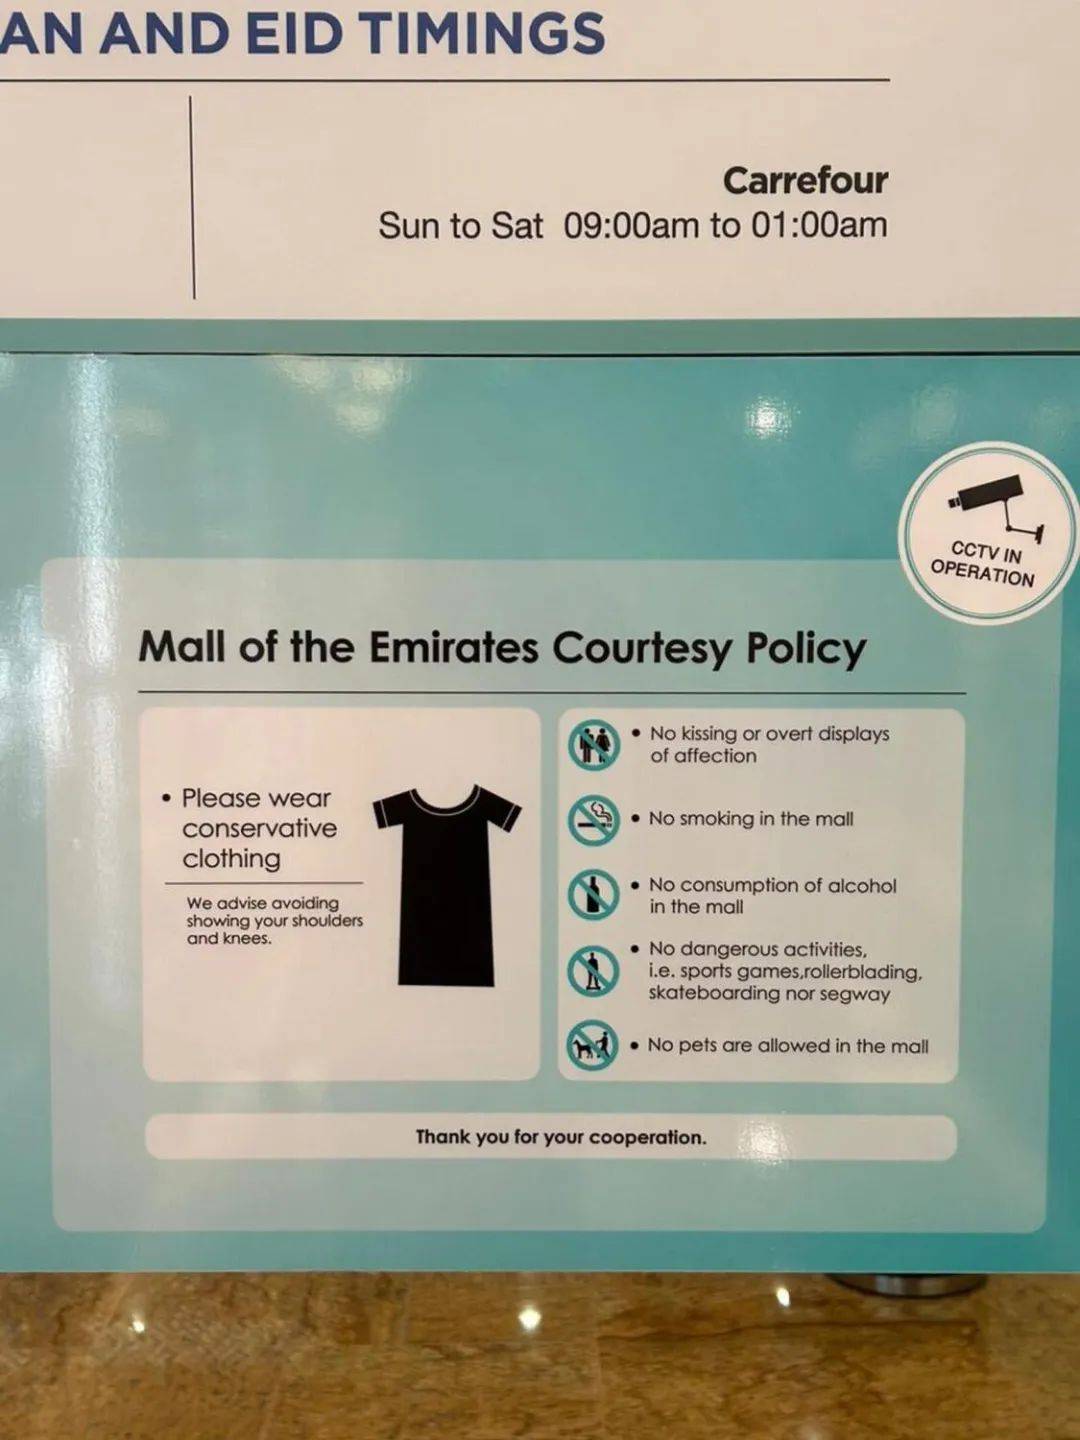 AN AND EID TIMINGS
Carrefour
Sun to Sat 09:00am to 01:00am
CCTV IN
OPERATION
Mall of the Emirates Courtesy Policy
• Please wear
conservative
clothing
We advise avoiding
showing your shoulders
and knees.
• No kissing or overt displays
of affection
• No smoking in the mall
• No consumption of alcohol
in the mall
• No dangerous activities,
i.e. sports games,rollerblading,
skateboarding nor segway
• No pets are allowed in the mall
Thank you for your cooperation.